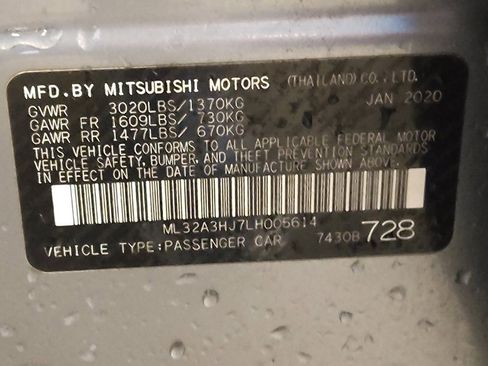 MFD.BY MITSUBISHI MOTORS (THAILAND) CO., LTD.
GVWR 3020LBS/1370KG JAN 2020
GAWR FR 1609LBS/ 730KG
GAWR RR 1477LBS/ 670KG
THIS VEHICLE CONFORMS TO ALL APPLICABLE FEDERAL MOTOR
VEHICLE SAFETY, BUMPER, AND THEFT PREVENTION STANDARDS
IN EFFECT ON THE DATE OF MANUFACTURE SHOWN ABOVE.
ML32A3HJ7LH005614
VEHICLE TYPE:PASSENGER CAR 7430B 728